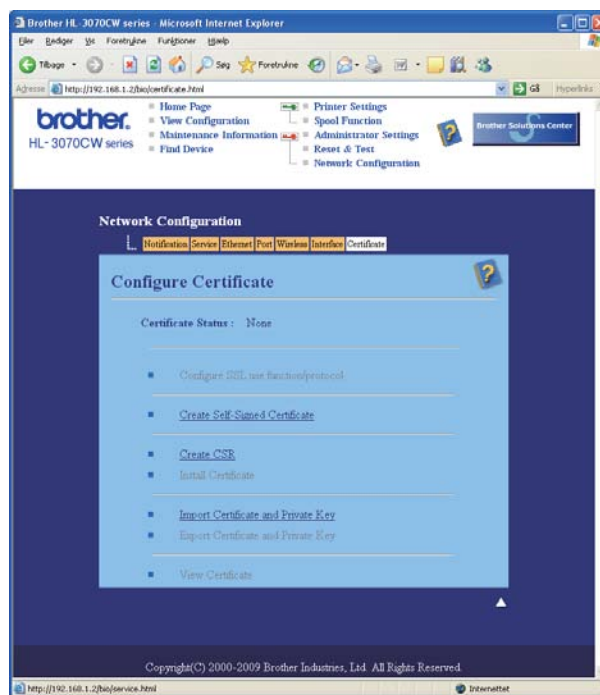 Brother HL-3070CW series - Microsoft Internet Explorer
Filer Rediger Vis Foretrukne Funktioner Hjælp
Tilbage Søg Foretrukne
Adresse http://192.168.1.2/bio/certificate.html Gå Hyperlinks
brother.
HL-3070CW series
Home Page
View Configuration
Maintenance Information
Find Device
Printer Settings
Spool Function
Administrator Settings
Reset & Test
Network Configuration
Brother Solutions Center
Network Configuration
Notification Service Ethernet Port Wireless Interface Certificate
Configure Certificate
Certificate Status : None
Configure SSL use function/protocol
Create Self-Signed Certificate
Create CSR
Install Certificate
Import Certificate and Private Key
Export Certificate and Private Key
View Certificate
Copyright(C) 2000-2009 Brother Industries, Ltd. All Rights Reserved.
http://192.168.1.2/bio/service.html Internettet